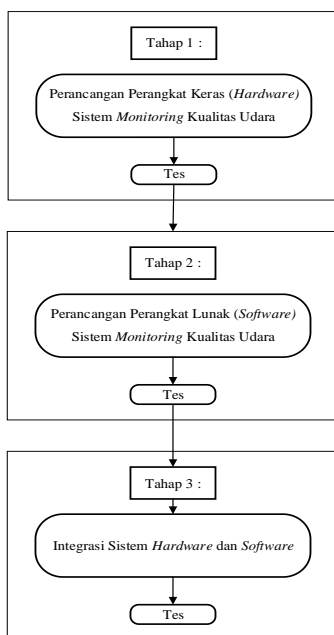 Tahap 1 :
Perancangan Perangkat Keras (Hardware)
Sistem Monitoring Kualitas Udara
Tes
Tahap 2 :
Perancangan Perangkat Lunak (Software)
Sistem Monitoring Kualitas Udara
Tes
Tahap 3 :
Integrasi Sistem Hardware dan Software
Tes